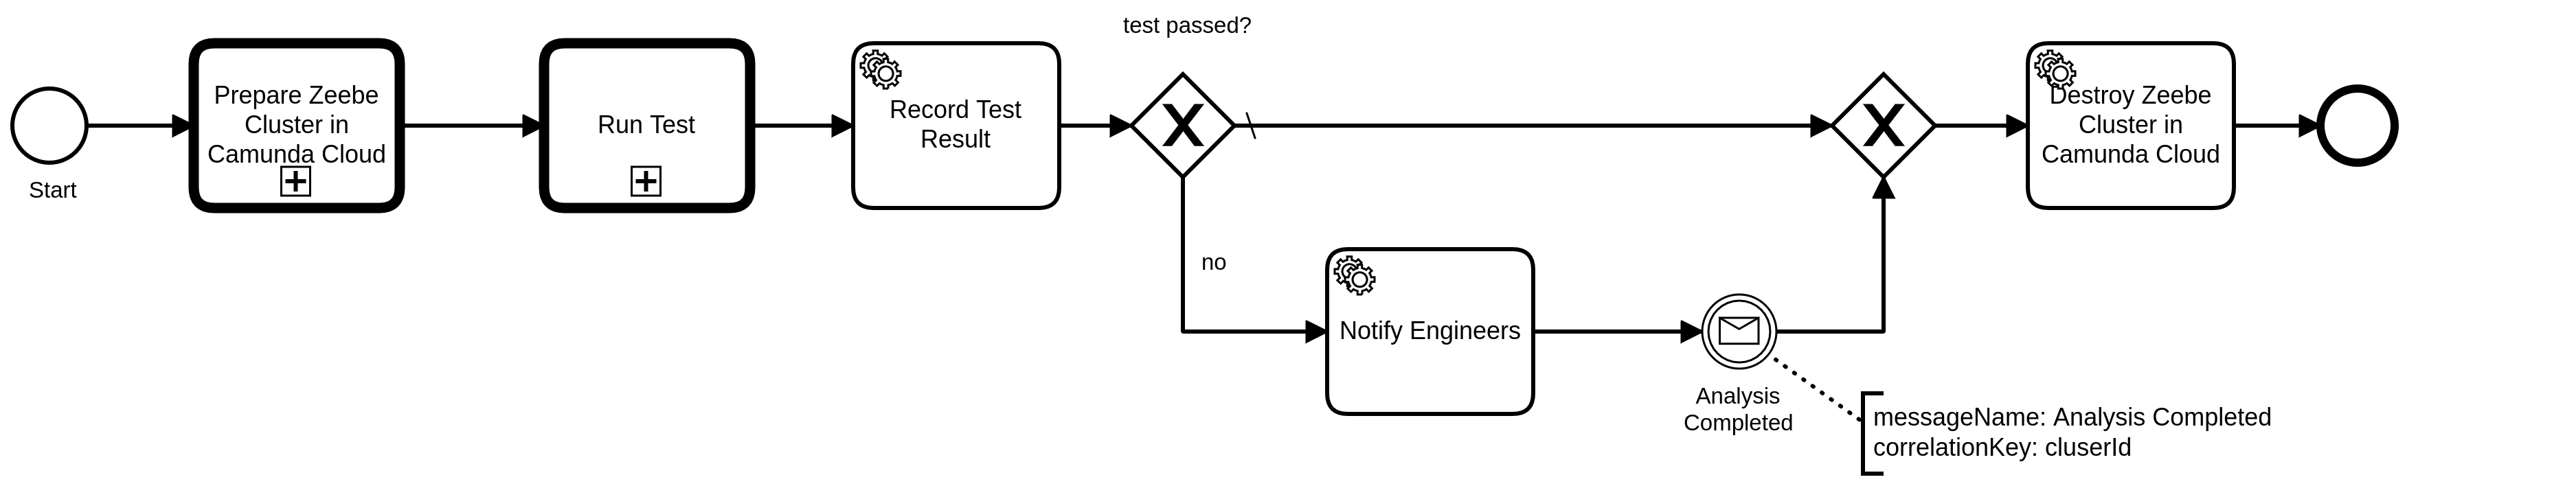 test passed?
Prepare Zeebe
Cluster in
Camunda Cloud
Run Test
Record Test
Result
Destroy Zeebe
Cluster in
Camunda Cloud
Start
no
Notify Engineers
Analysis
Completed
messageName: Analysis Completed
correlationKey: cluserId